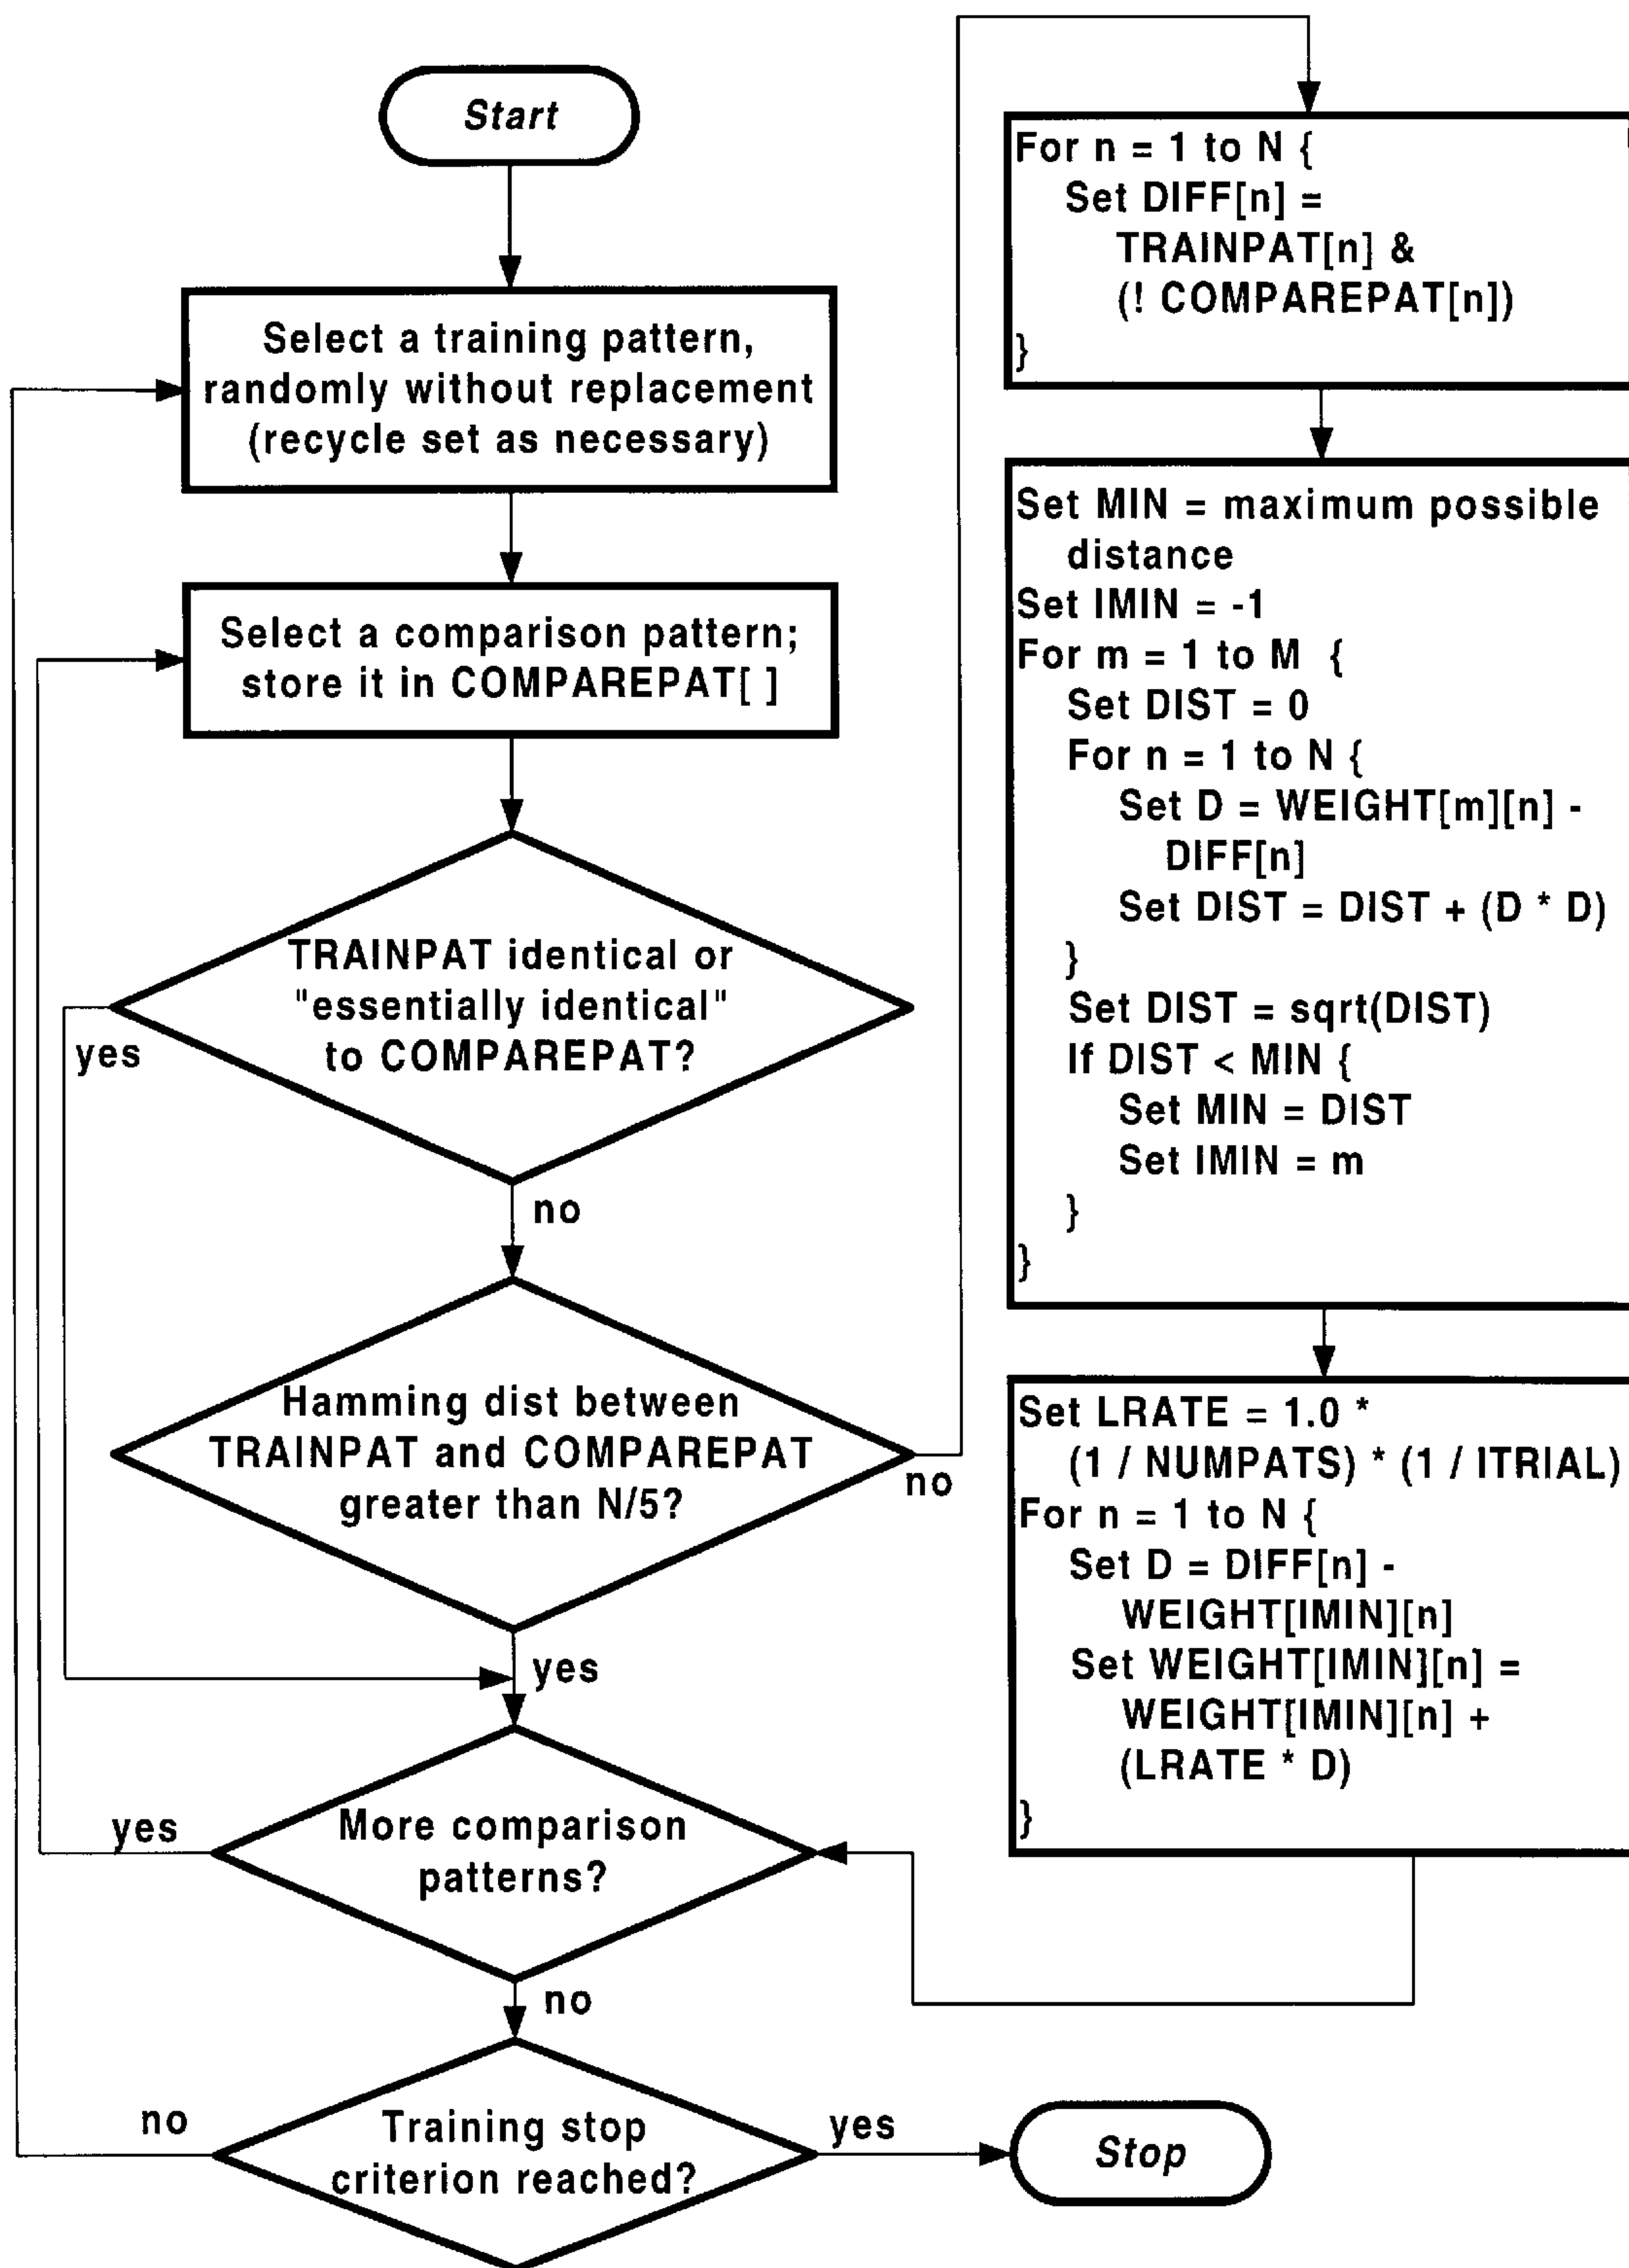 Start
Select a training pattern,
randomly without replacement
(recycle set as necessary)
Select a comparison pattern;
store it in COMPAREPAT[ ]
TRAINPAT identical or
"essentially identical"
to COMPAREPAT?
yes
no
Hamming dist between
TRAINPAT and COMPAREPAT
greater than N/5?
no
yes
More comparison
patterns?
yes
no
Training stop
criterion reached?
no
yes
Stop
For n = 1 to N {
Set DIFF[n] =
TRAINPAT[n] &
(! COMPAREPAT[n])
}
Set MIN = maximum possible
distance
Set IMIN = -1
For m = 1 to M {
Set DIST = 0
For n = 1 to N {
Set D = WEIGHT[m][n] -
DIFF[n]
Set DIST = DIST + (D * D)
}
Set DIST = sqrt(DIST)
If DIST < MIN {
Set MIN = DIST
Set IMIN = m
}
}
Set LRATE = 1.0 *
(1 / NUMPATS) * (1 / ITRIAL)
For n = 1 to N {
Set D = DIFF[n] -
WEIGHT[IMIN][n]
Set WEIGHT[IMIN][n] =
WEIGHT[IMIN][n] +
(LRATE * D)
}